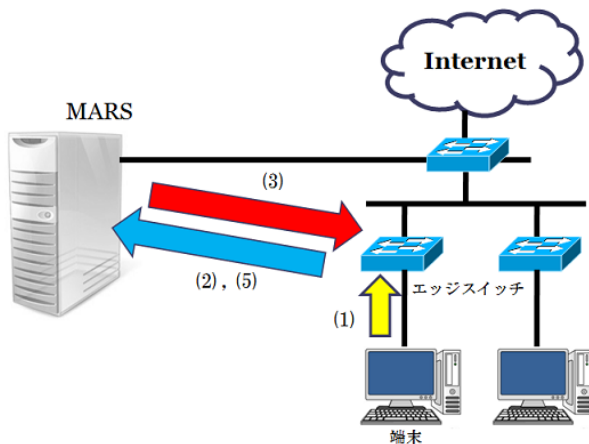 Internet
MARS
(3)
(2) , (5)
エッジスイッチ
(1)
端末